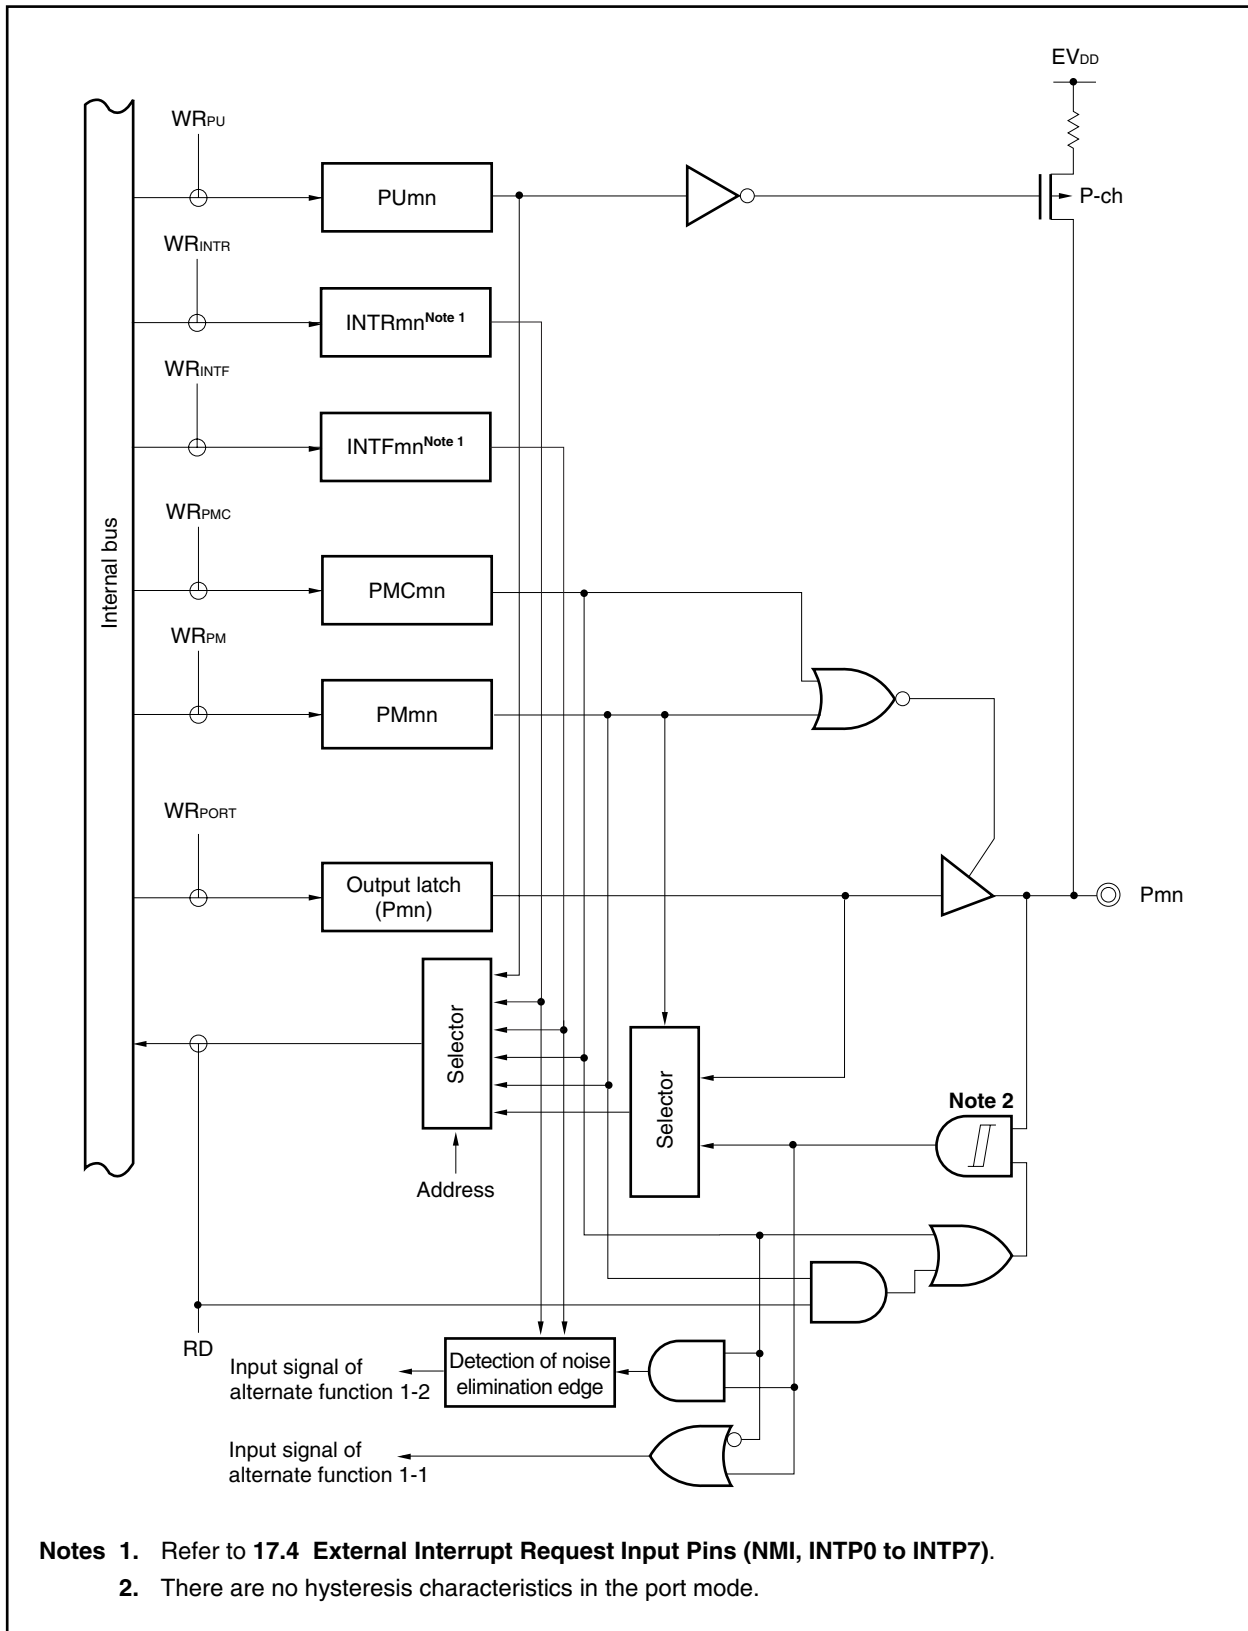 EVDD
WRPU
PUmn
P-ch
WRINTR
INTRmnNote 1
WRINTF
INTFmnNote 1
WRPMC
Internal bus
PMCmn
WRPM
PMmn
WRPORT
Output latch
(Pmn)
Pmn
Selector
Selector
Note 2
Address
RD
Input signal of
alternate function 1-2
Detection of noise
elimination edge
Input signal of
alternate function 1-1
Notes 1. Refer to 17.4 External Interrupt Request Input Pins (NMI, INTP0 to INTP7).
2. There are no hysteresis characteristics in the port mode.